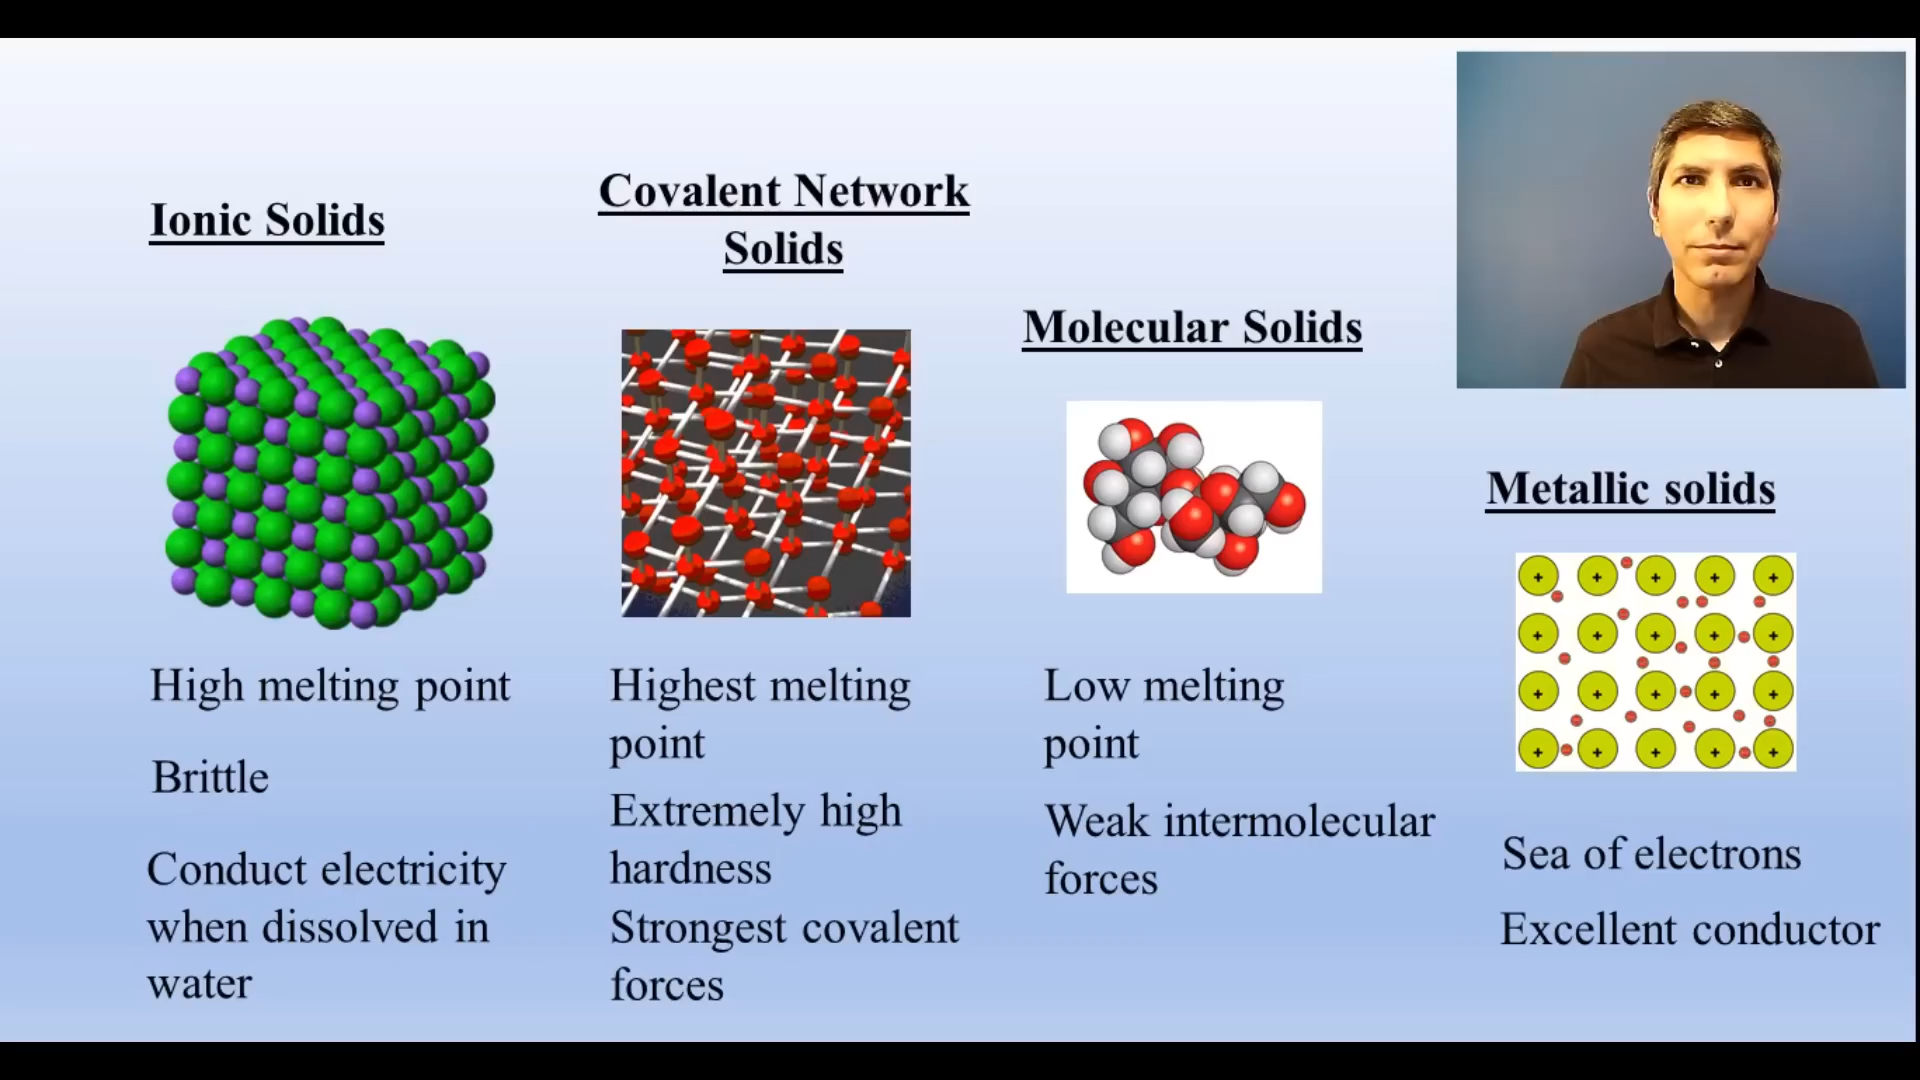 Ionic Solids
High melting point
Brittle
Conduct electricity
when dissolved in
water
Covalent Network
Solids
Highest melting
point
Extremely high
hardness
Strongest covalent
forces
Molecular Solids
Low melting
point
Weak intermolecular
forces
Metallic solids
+ + + + +
+ + + + +
+ + + + +
+ + + + +
Sea of electrons
Excellent conductor